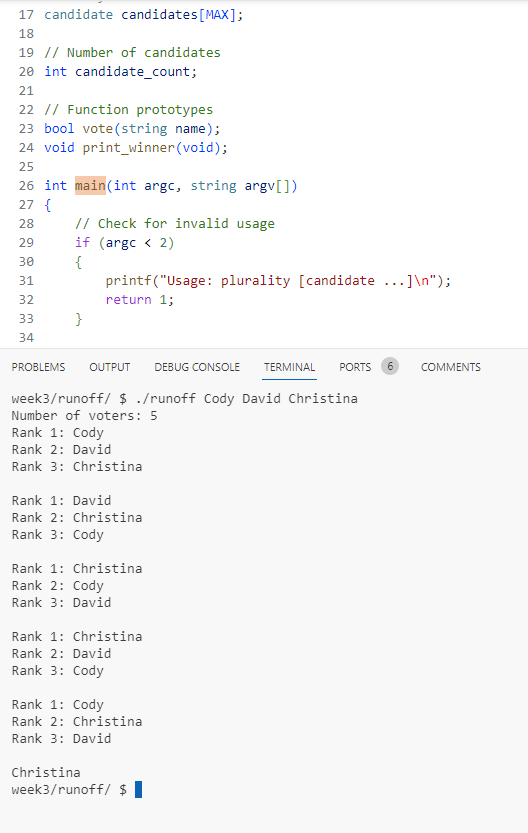 17 candidate candidates[MAX];
18
19 // Number of candidates
20 int candidate_count;
21
22 // Function prototypes
23 bool vote(string name);
24 void print_winner(void);
25
26 int main(int argc, string argv[])
27 {
28 // Check for invalid usage
29 if (argc < 2)
30 {
31 printf("Usage: plurality [candidate ...]\n");
32 return 1;
33 }
34
PROBLEMS OUTPUT DEBUG CONSOLE TERMINAL PORTS 6 COMMENTS
week3/runoff/ $ ./runoff Cody David Christina
Number of voters: 5
Rank 1: Cody
Rank 2: David
Rank 3: Christina
Rank 1: David
Rank 2: Christina
Rank 3: Cody
Rank 1: Christina
Rank 2: Cody
Rank 3: David
Rank 1: Christina
Rank 2: David
Rank 3: Cody
Rank 1: Cody
Rank 2: Christina
Rank 3: David
Christina
week3/runoff/ $